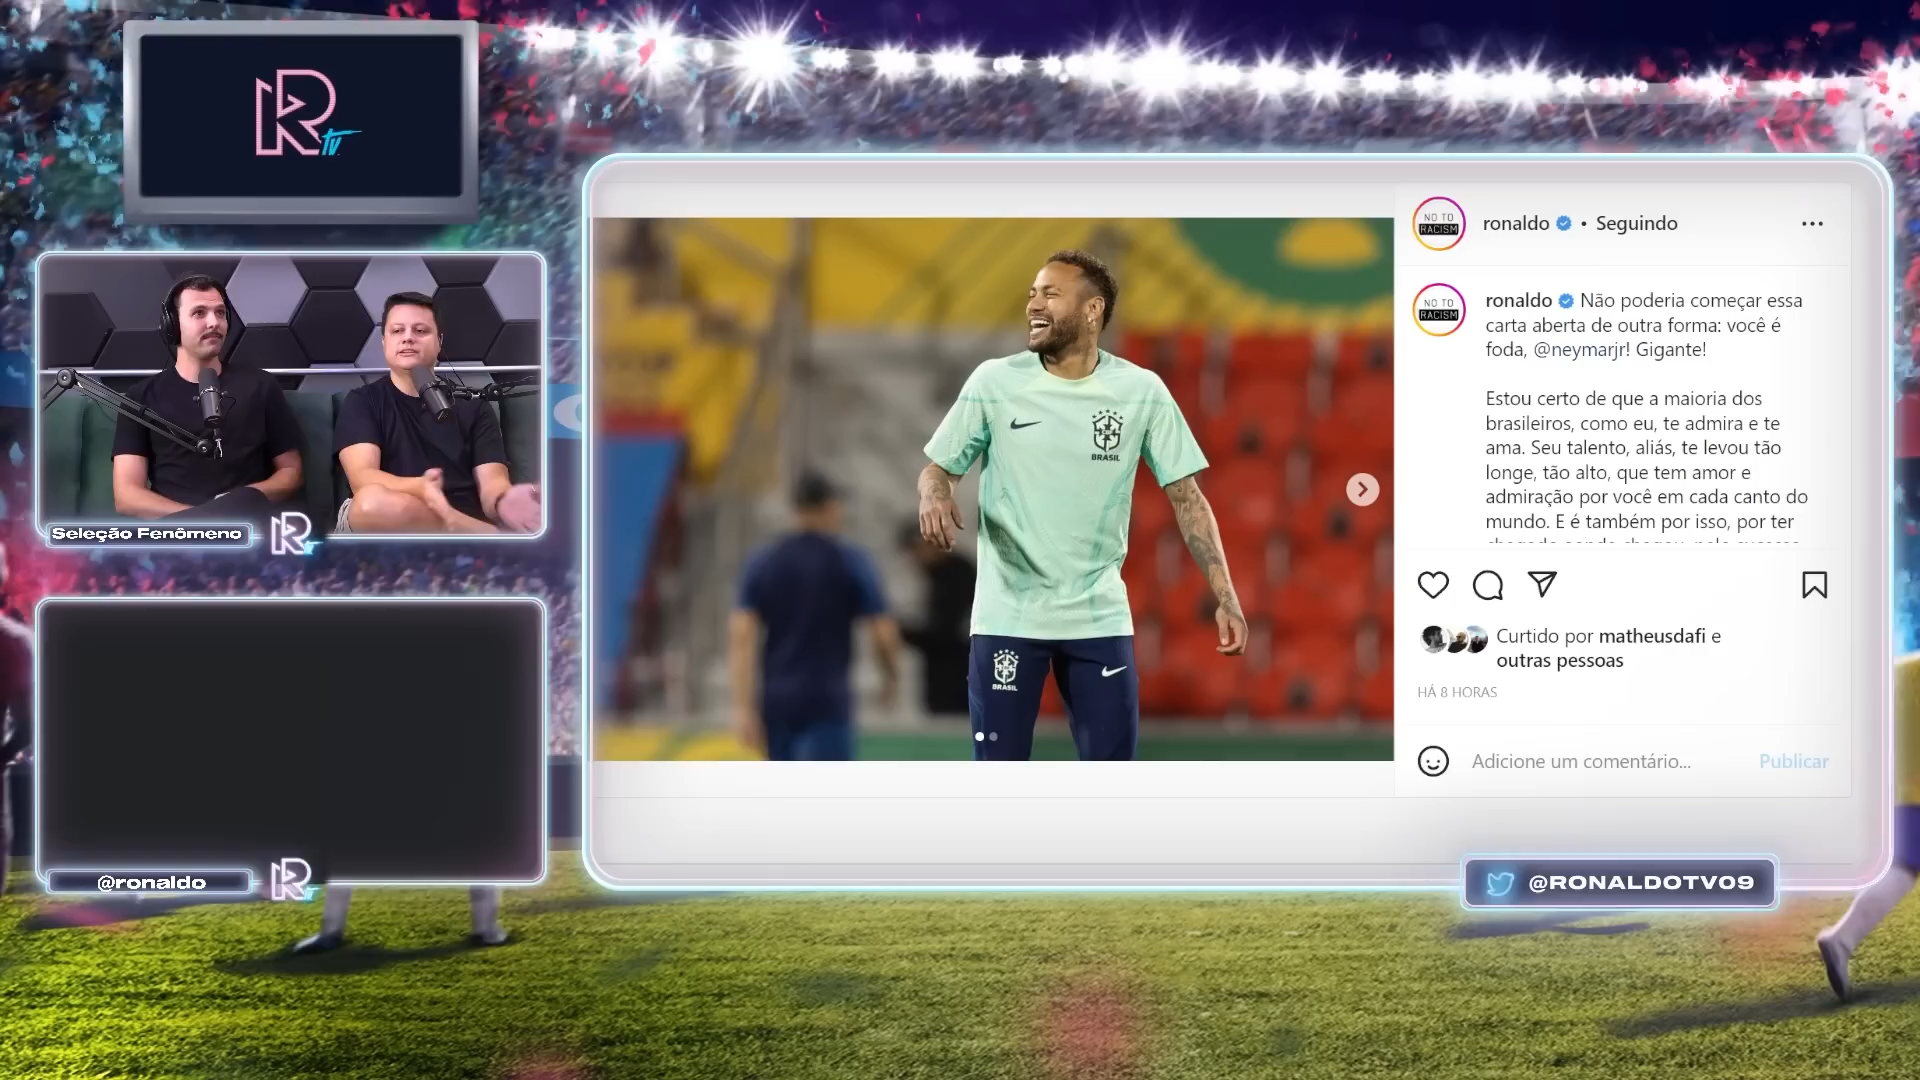 R tv
Seleção Fenômeno
@ronaldo
BRASIL
BRASIL
NO TO
RACISM
ronaldo • Seguindo
NO TO
RACISM
ronaldo Não poderia começar essa
carta aberta de outra forma: você é
foda, @neymarjr! Gigante!
Estou certo de que a maioria dos
brasileiros, como eu, te admira e te
ama. Seu talento, aliás, te levou tão
longe, tão alto, que tem amor e
admiração por você em cada canto do
mundo. E é também por isso, por ter
Curtido por matheusdafi e
outras pessoas
HÁ 8 HORAS
Adicione um comentário... Publicar
@RONALDOTV09